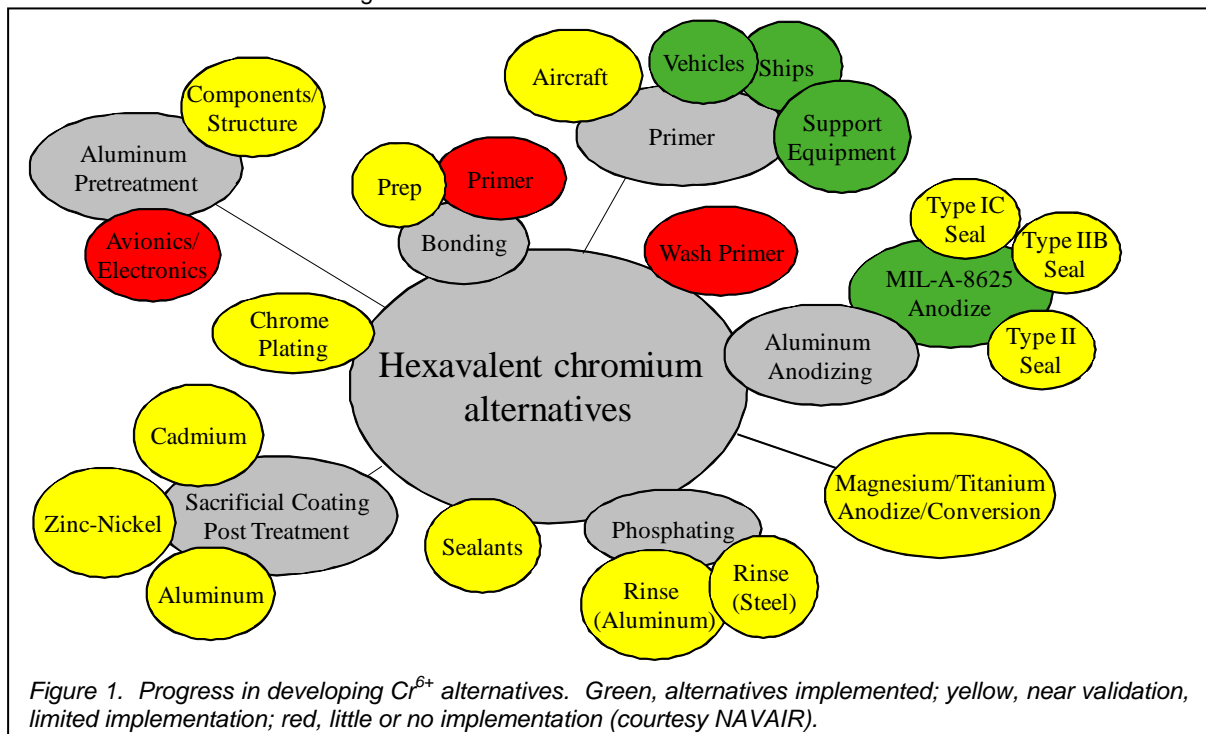 Components/
Structure
Aluminum
Pretreatment
Avionics/
Electronics
Aircraft
Vehicles
Ships
Primer
Support
Equipment
Prep
Primer
Bonding
Wash Primer
Type IC
Seal
Type IIB
Seal
MIL-A-8625
Anodize
Type II
Seal
Aluminum
Anodizing
Chrome
Plating
Hexavalent chromium
alternatives
Cadmium
Zinc-Nickel
Sacrificial Coating
Post Treatment
Aluminum
Sealants
Phosphating
Rinse
(Aluminum)
Rinse
(Steel)
Magnesium/Titanium
Anodize/Conversion
Figure 1. Progress in developing Cr6+ alternatives. Green, alternatives implemented; yellow, near validation,
limited implementation; red, little or no implementation (courtesy NAVAIR).